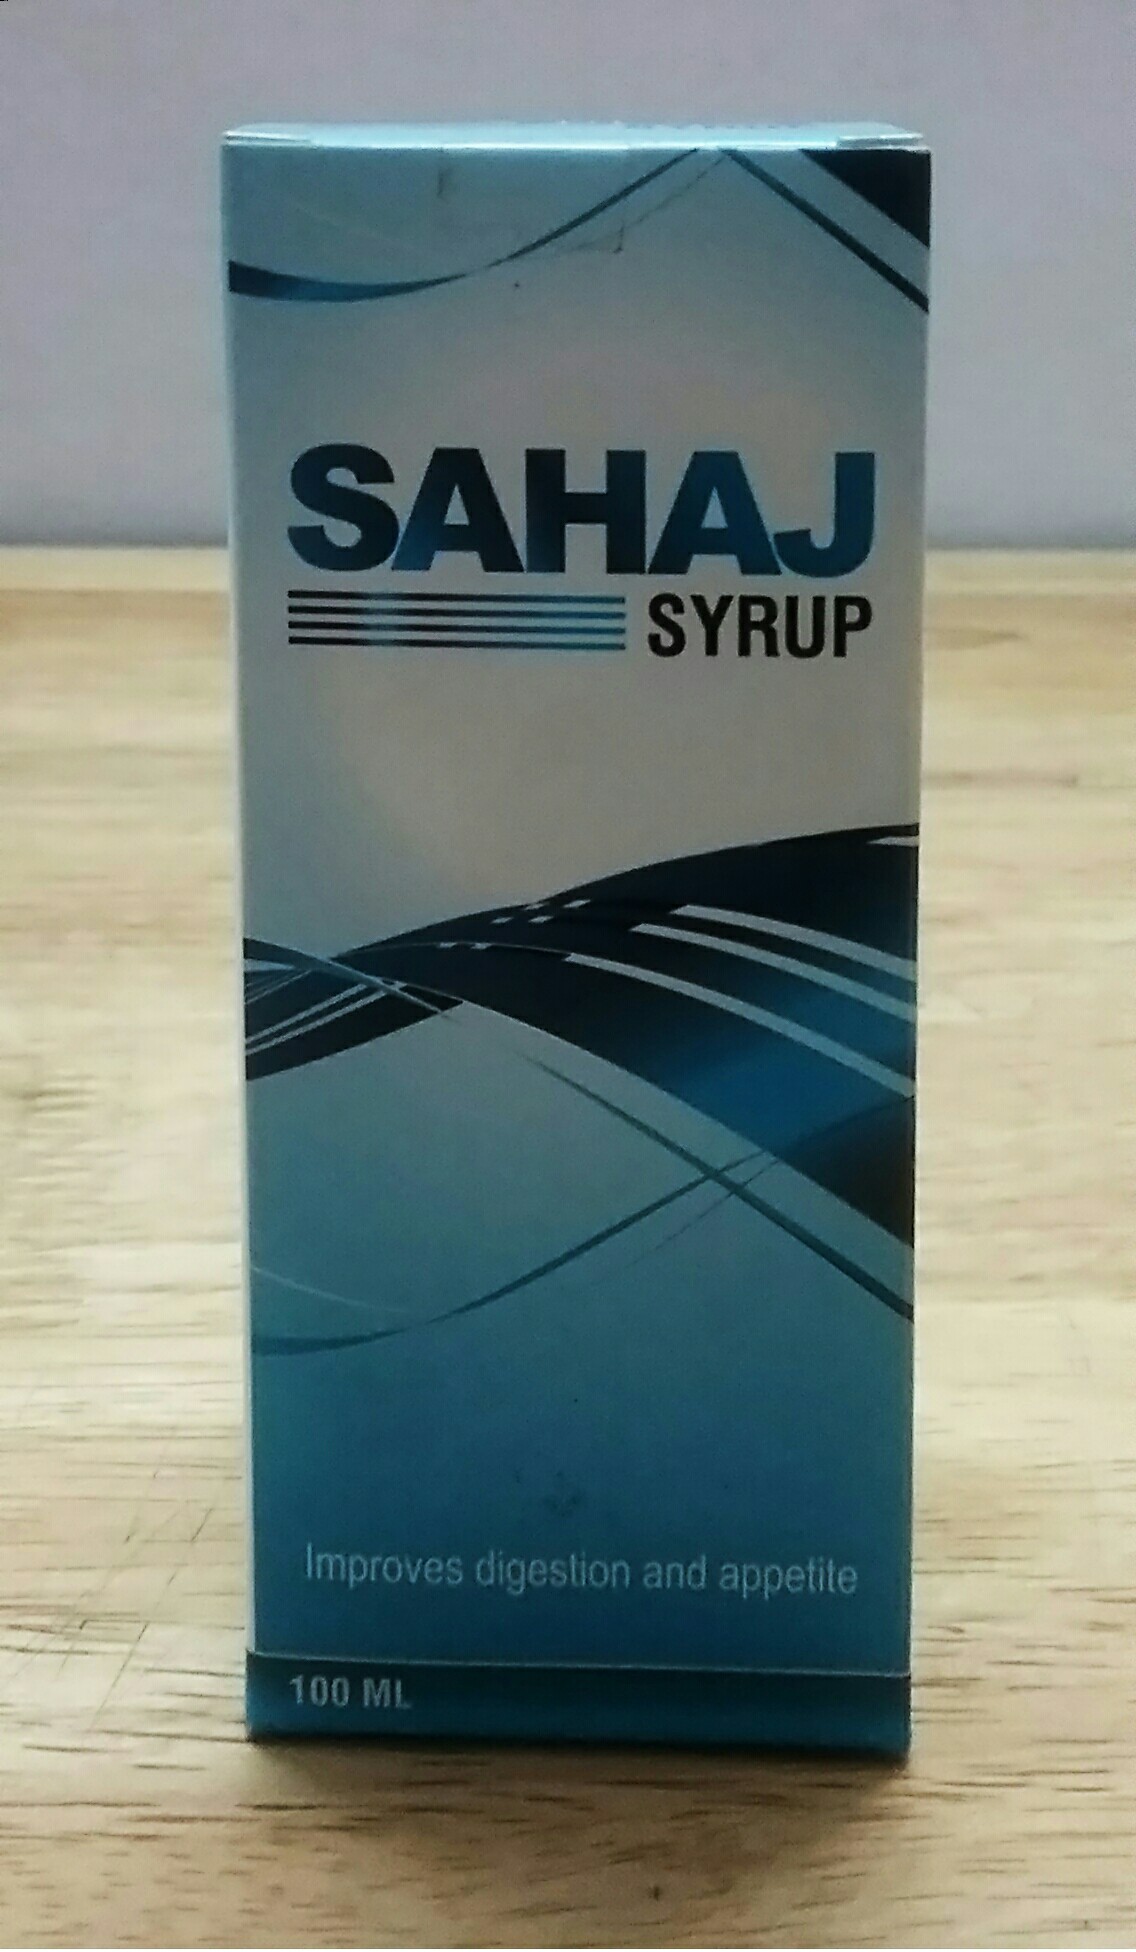 SAHAJ
SYRUP
Improves digestion and appetite
100 ML